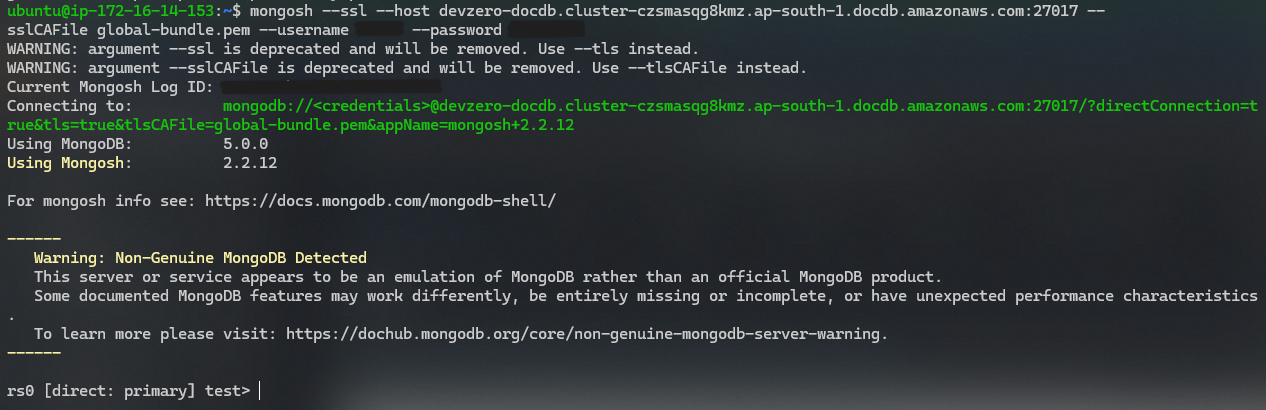 ubuntu@ip-172-16-14-153:~$ mongosh --ssl --host devzero-docdb.cluster-czsmasqg8kmz.ap-south-1.docdb.amazonaws.com:27017 --
sslCAFile global-bundle.pem --username --password
WARNING: argument --ssl is deprecated and will be removed. Use --tls instead.
WARNING: argument --sslCAFile is deprecated and will be removed. Use --tlsCAFile instead.
Current Mongosh Log ID:
Connecting to: mongodb://<credentials>@devzero-docdb.cluster-czsmasqg8kmz.ap-south-1.docdb.amazonaws.com:27017/?directConnection=t
rue&tls=true&tlsCAFile=global-bundle.pem&appName=mongosh+2.2.12
Using MongoDB: 5.0.0
Using Mongosh: 2.2.12
For mongosh info see: https://docs.mongodb.com/mongodb-shell/
------
Warning: Non-Genuine MongoDB Detected
This server or service appears to be an emulation of MongoDB rather than an official MongoDB product.
Some documented MongoDB features may work differently, be entirely missing or incomplete, or have unexpected performance characteristics
.
To learn more please visit: https://dochub.mongodb.org/core/non-genuine-mongodb-server-warning.
------
rs0 [direct: primary] test>